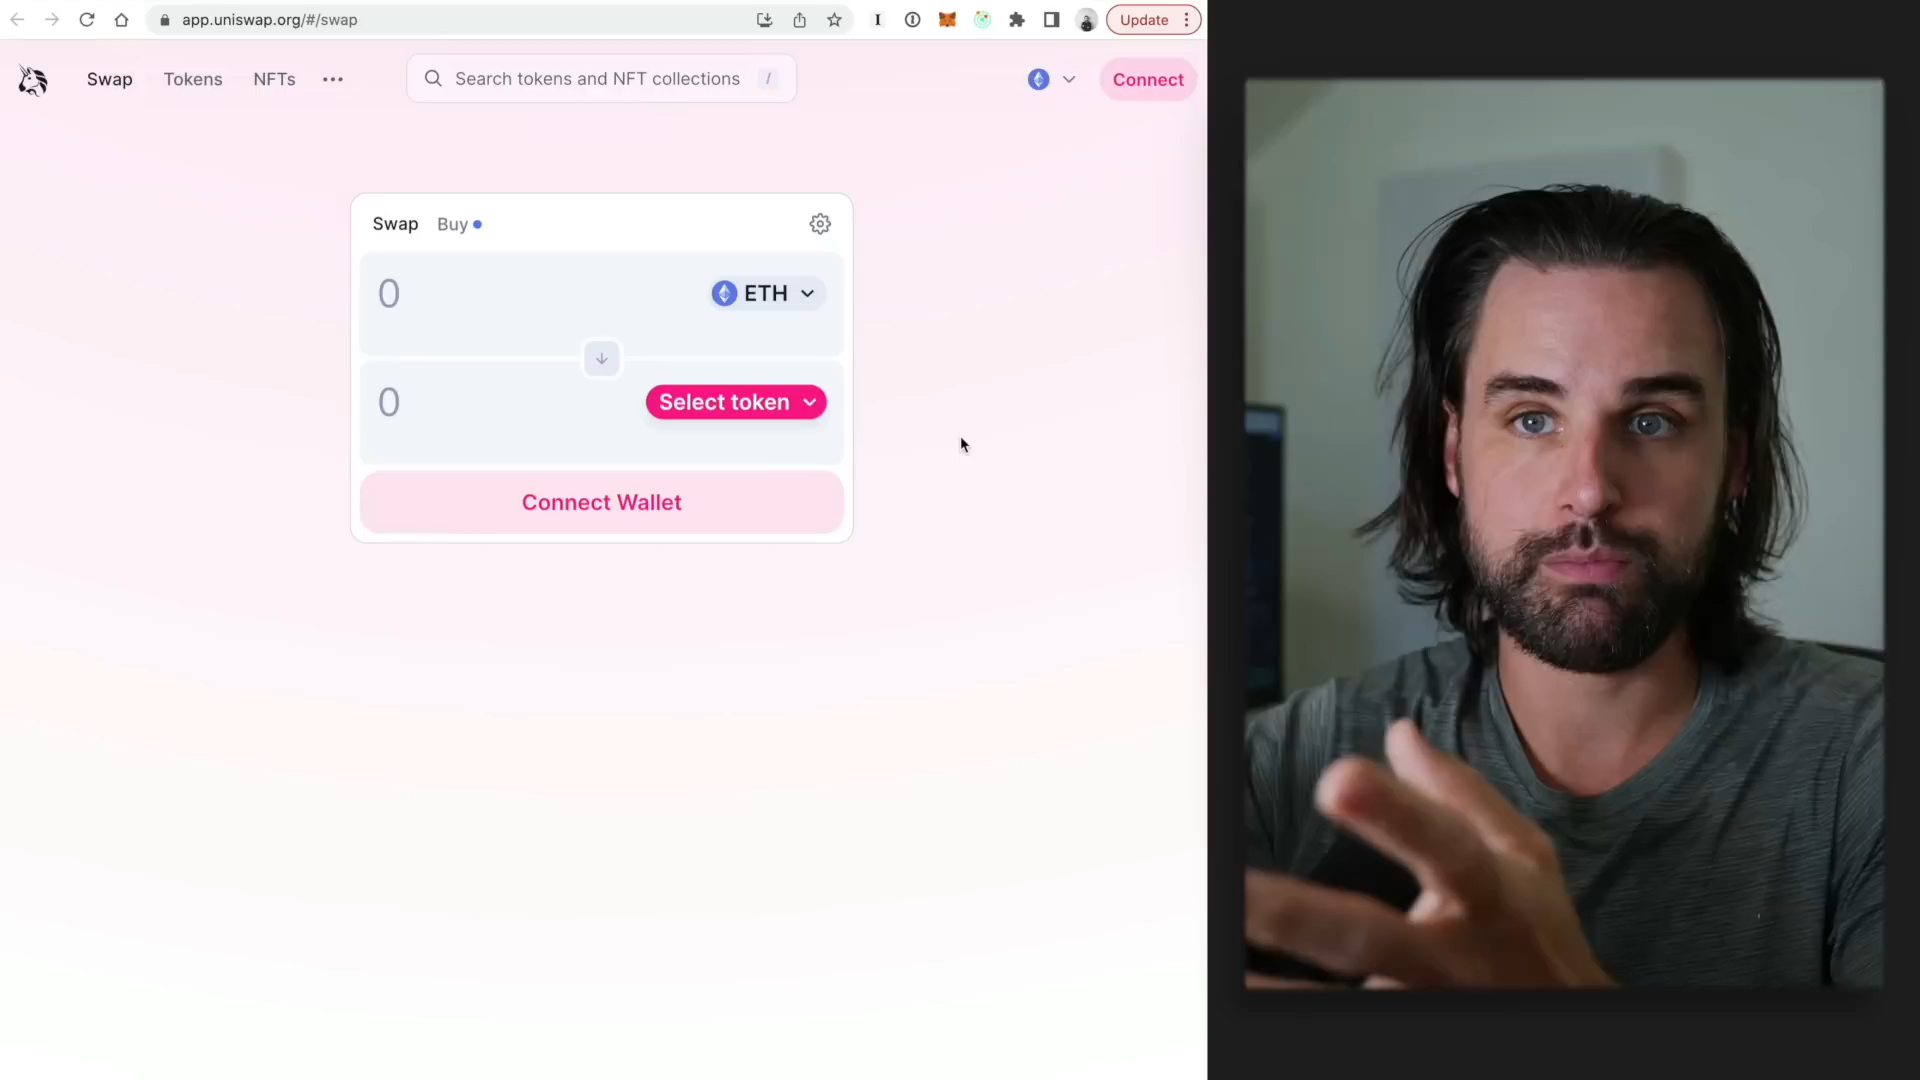 app.uniswap.org/#/swap
Update
Swap
Tokens
NFTs
Search tokens and NFT collections
/
Connect
Swap
Buy
0
ETH
0
Select token
Connect Wallet